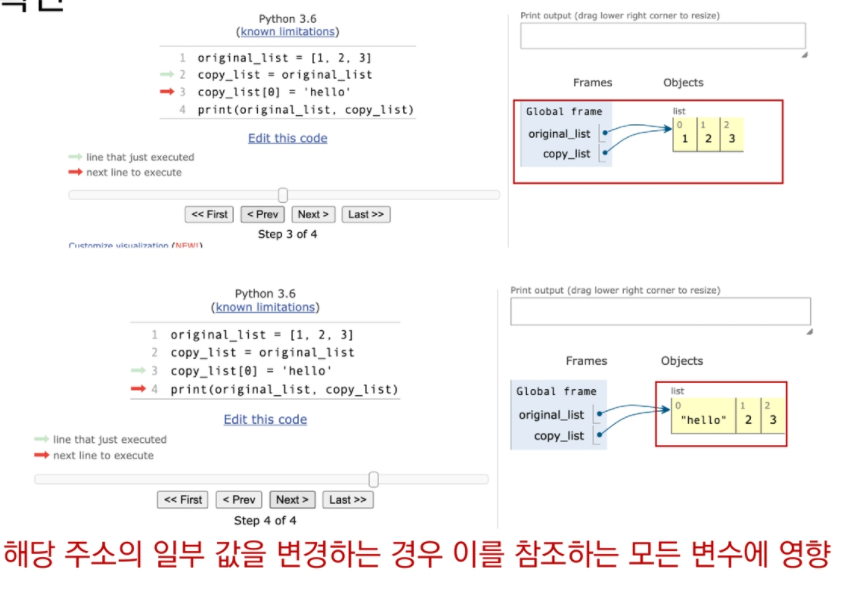 Python 3.6
(known limitations)
1 original_list = [1, 2, 3]
2 copy_list = original_list
3 copy_list[0] = 'hello'
4 print(original_list, copy_list)
Edit this code
line that just executed
next line to execute
<< First < Prev Next > Last >>
Step 3 of 4
Customize visualization (NEW!)
Print output (drag lower right corner to resize)
Frames Objects
Global frame
original_list
copy_list
list
0 1 2
1 2 3
Python 3.6
(known limitations)
1 original_list = [1, 2, 3]
2 copy_list = original_list
3 copy_list[0] = 'hello'
4 print(original_list, copy_list)
Edit this code
line that just executed
next line to execute
<< First < Prev Next > Last >>
Step 4 of 4
Print output (drag lower right corner to resize)
Frames Objects
Global frame
original_list
copy_list
list
0 1 2
"hello" 2 3
해당 주소의 일부 값을 변경하는 경우 이를 참조하는 모든 변수에 영향